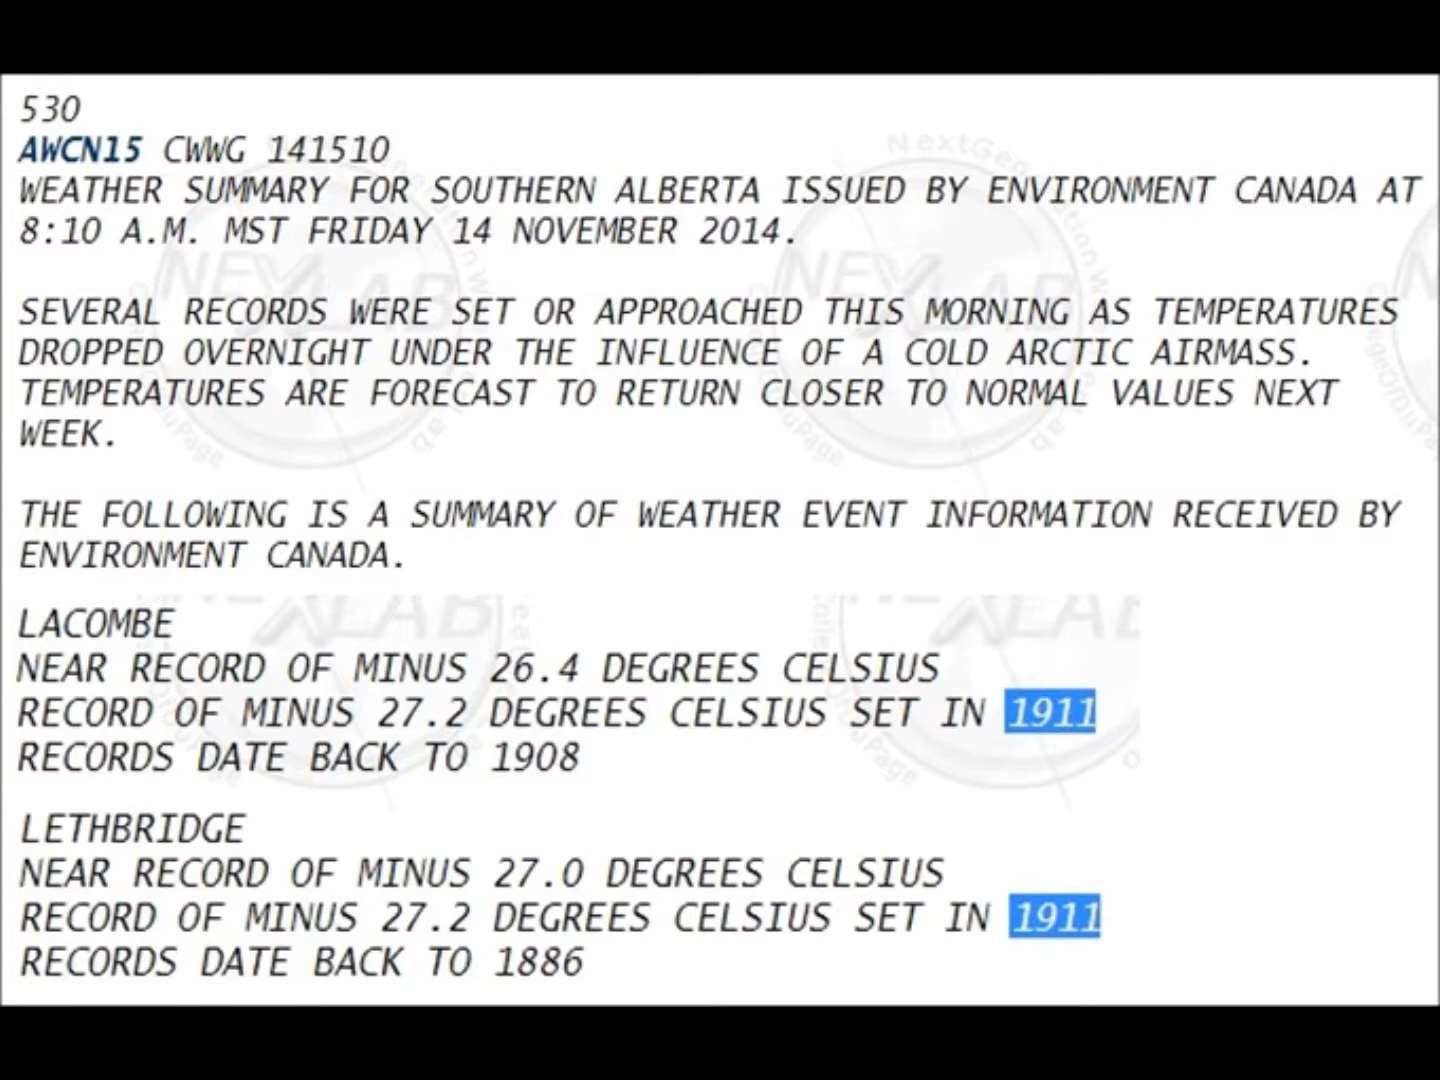 530
AWCN15 CWWG 141510
WEATHER SUMMARY FOR SOUTHERN ALBERTA ISSUED BY ENVIRONMENT CANADA AT
8:10 A.M. MST FRIDAY 14 NOVEMBER 2014.
SEVERAL RECORDS WERE SET OR APPROACHED THIS MORNING AS TEMPERATURES
DROPPED OVERNIGHT UNDER THE INFLUENCE OF A COLD ARCTIC AIRMASS.
TEMPERATURES ARE FORECAST TO RETURN CLOSER TO NORMAL VALUES NEXT
WEEK.
THE FOLLOWING IS A SUMMARY OF WEATHER EVENT INFORMATION RECEIVED BY
ENVIRONMENT CANADA.
LACOMBE
NEAR RECORD OF MINUS 26.4 DEGREES CELSIUS
RECORD OF MINUS 27.2 DEGREES CELSIUS SET IN 1911
RECORDS DATE BACK TO 1908
LETHBRIDGE
NEAR RECORD OF MINUS 27.0 DEGREES CELSIUS
RECORD OF MINUS 27.2 DEGREES CELSIUS SET IN 1911
RECORDS DATE BACK TO 1886